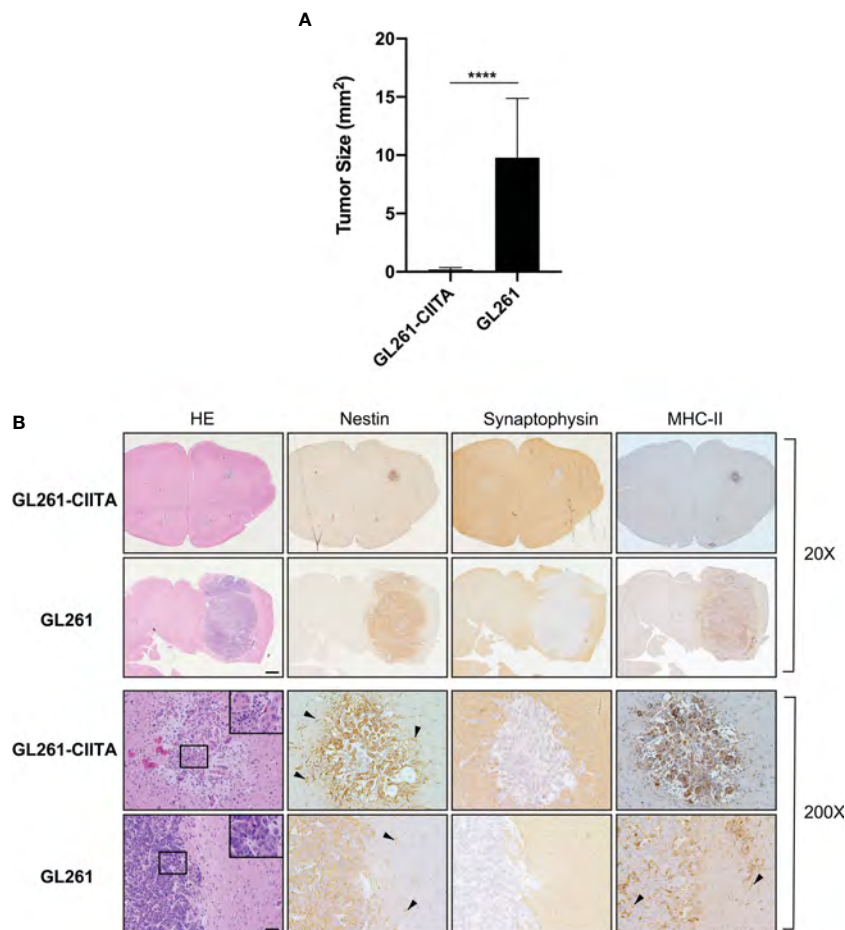 A
20
15
10
5
0
Tumor Size (mm²)
****
GL261-CIITA
GL261
B
HE Nestin Synaptophysin MHC-II
GL261-CIITA
GL261
20X
GL261-CIITA
GL261
200X